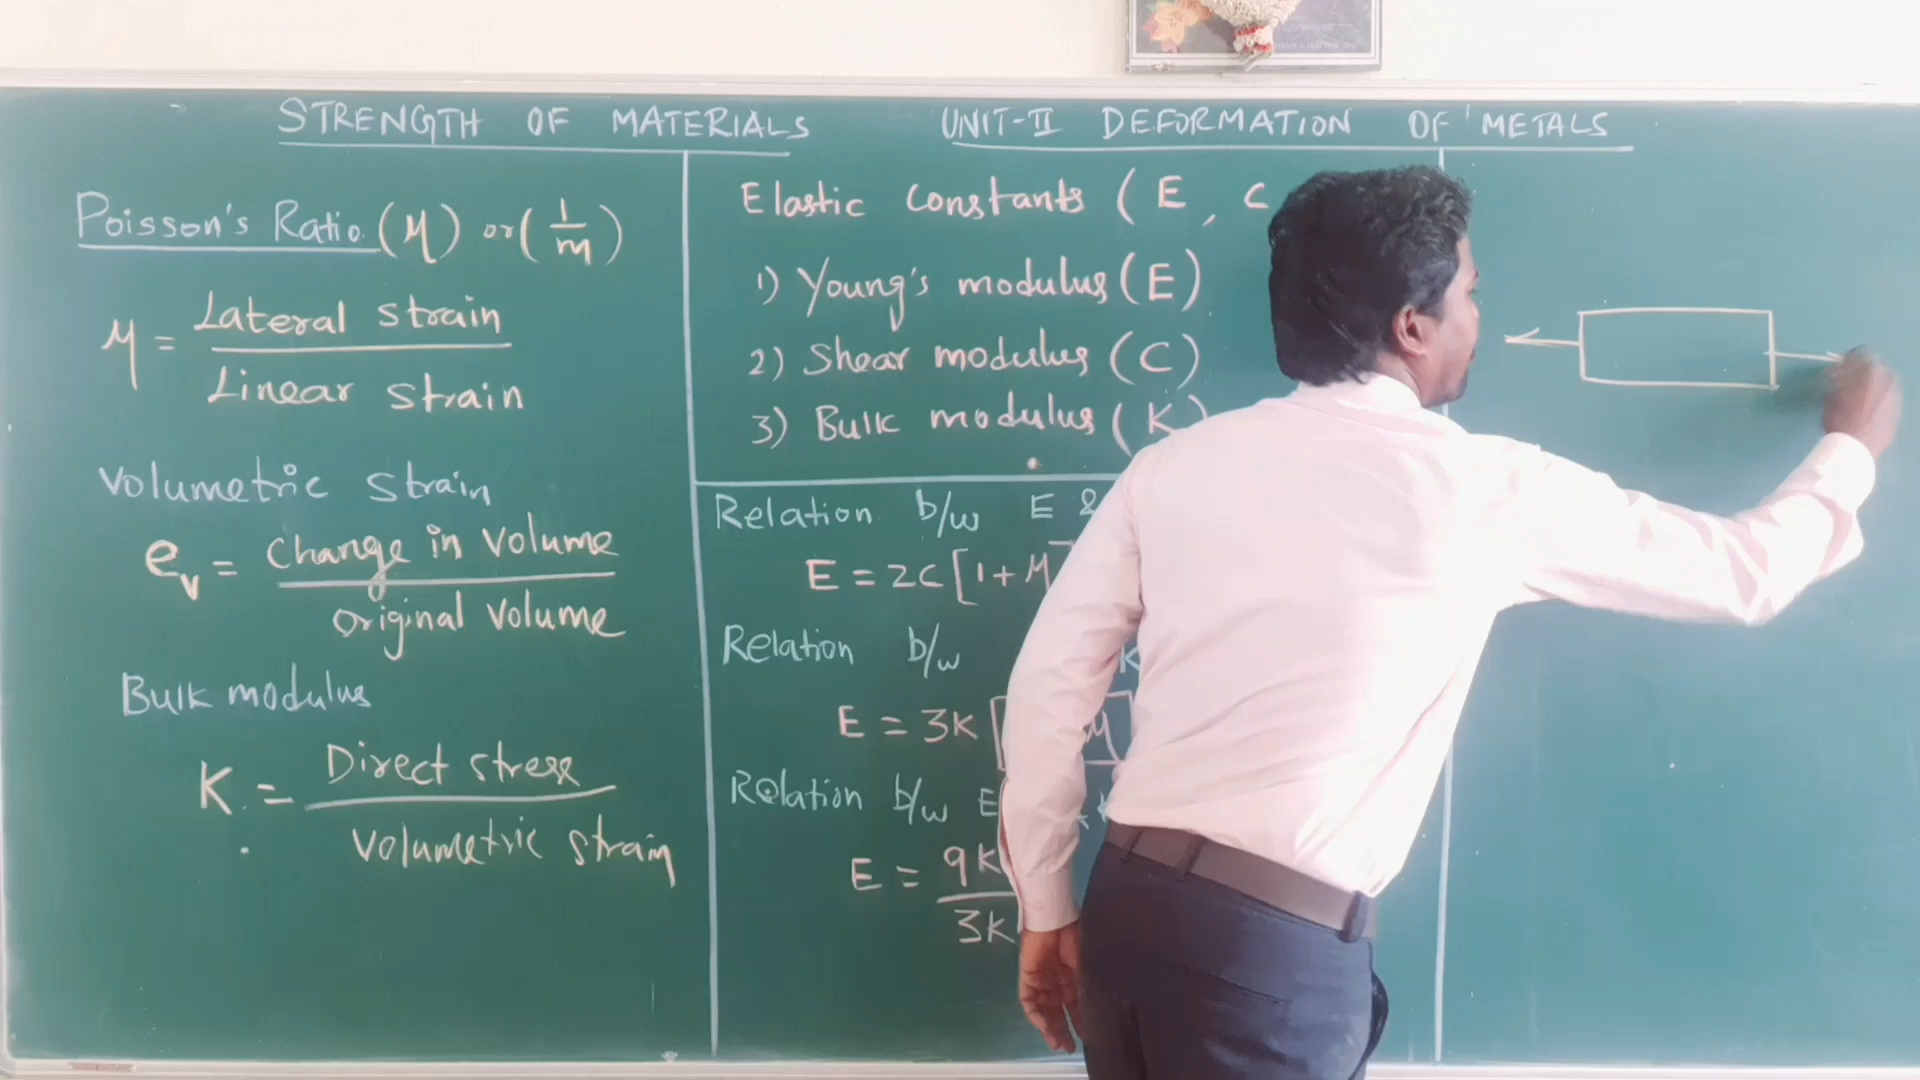 STRENGTH OF MATERIALS
UNIT-II DEFORMATION OF METALS
Poisson's Ratio (μ) or (1/m)
μ = Lateral strain / Linear strain
Volumetric strain
e_v = Change in volume / original volume
Bulk modulus
K = Direct stress / volumetric strain
Elastic constants (E, C
1) Young's modulus (E)
2) Shear modulus (C)
3) Bulk modulus (K)
Relation b/w E &
E = 2C[1+μ
Relation b/w K
E = 3K[ μ]
Relation b/w E K
E = 9K / 3K